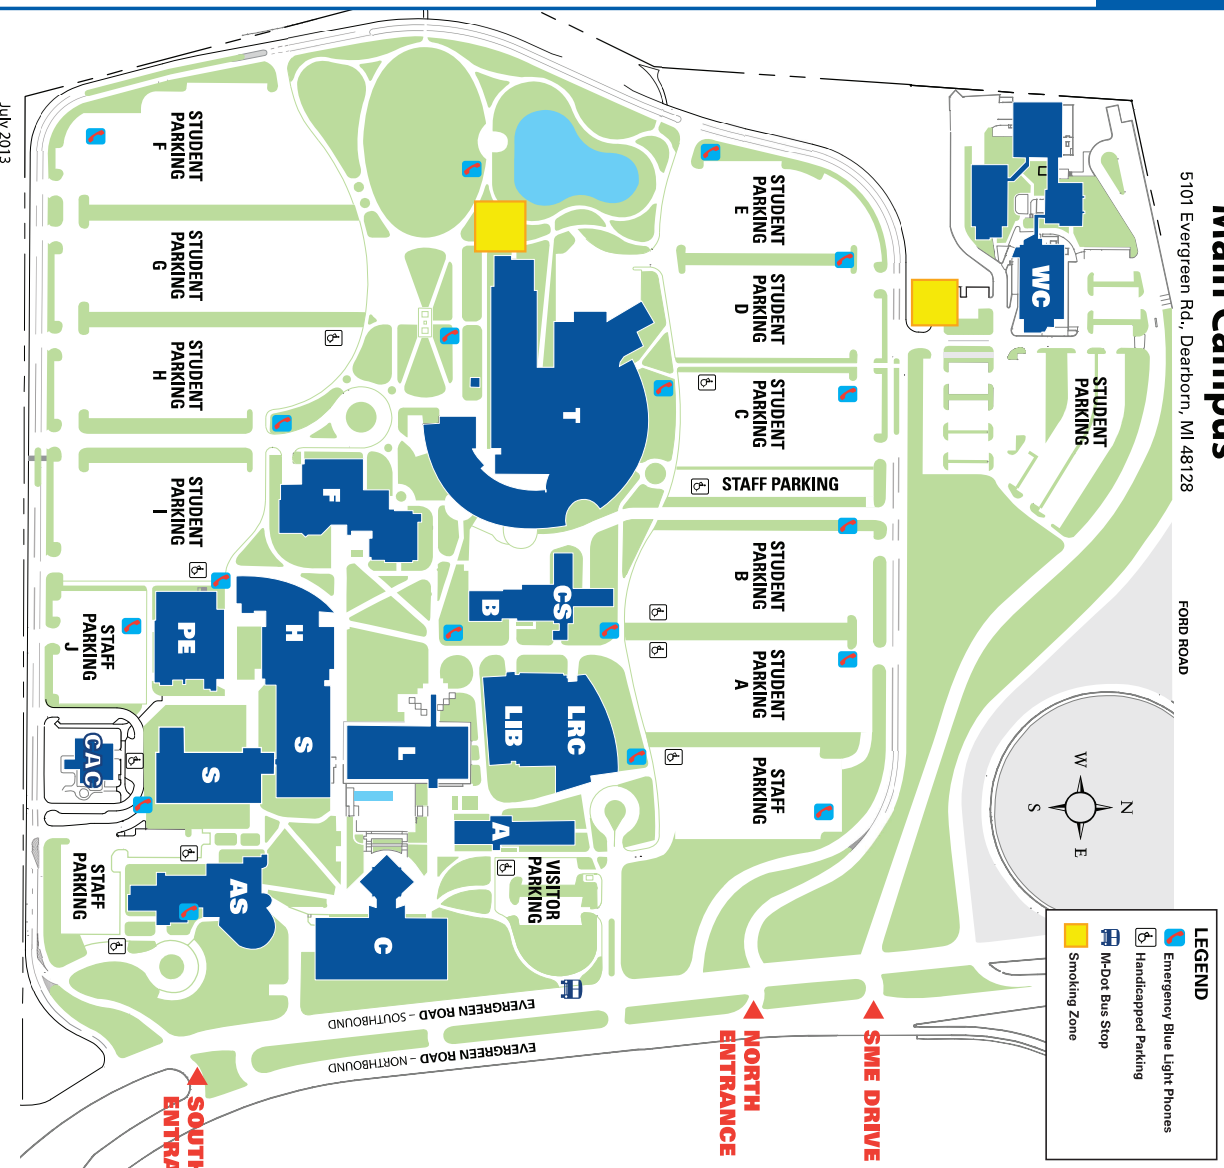 Main Campus
5101 Evergreen Rd., Dearborn, MI 48128
July 2013
STUDENT
PARKING
F
STUDENT
PARKING
G
STUDENT
PARKING
H
STUDENT
PARKING
I
STAFF
PARKING
J
STAFF
PARKING
STUDENT
PARKING
E
STUDENT
PARKING
D
STUDENT
PARKING
C
STAFF PARKING
STUDENT
PARKING
B
STUDENT
PARKING
A
STAFF
PARKING
STUDENT
PARKING
VISITOR
PARKING
WC
T
F
CS
B
PE
H
S
S
L
LIB
LRC
A
CAC
AS
C
FORD ROAD
N
E
S
W
EVERGREEN ROAD – SOUTHBOUND
EVERGREEN ROAD – NORTHBOUND
SME DRIVE
NORTH
ENTRANCE
LEGEND
Emergency Blue Light Phones
Handicapped Parking
M-Dot Bus Stop
Smoking Zone